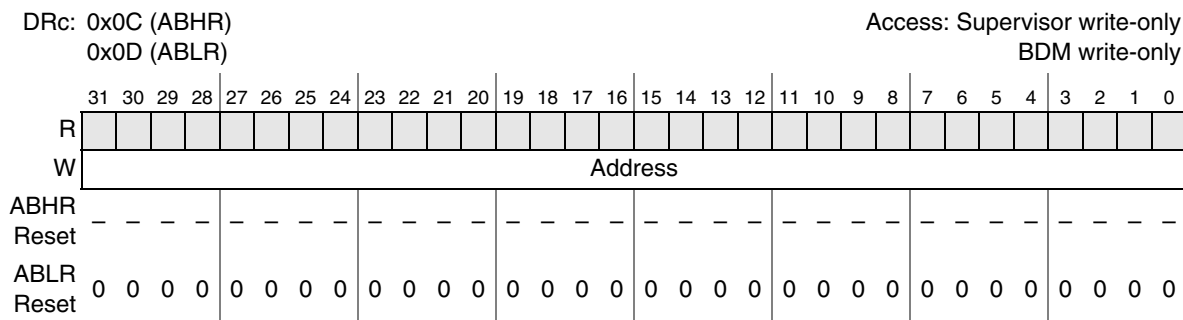 DRc: 0x0C (ABHR) Access: Supervisor write-only
0x0D (ABLR) BDM write-only
31 30 29 28 27 26 25 24 23 22 21 20 19 18 17 16 15 14 13 12 11 10 9 8 7 6 5 4 3 2 1 0
R
W Address
ABHR
Reset – – – – – – – – – – – – – – – – – – – – – – – – – – – – – – – –
ABLR
Reset 0 0 0 0 0 0 0 0 0 0 0 0 0 0 0 0 0 0 0 0 0 0 0 0 0 0 0 0 0 0 0 0